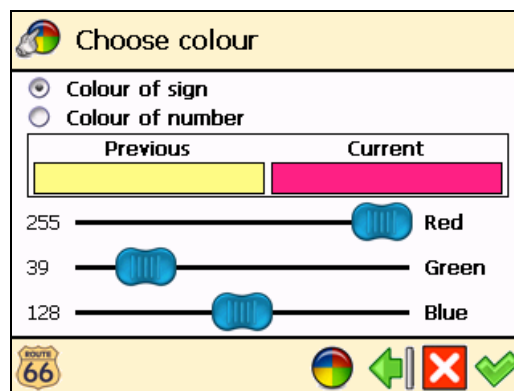 Choose colour
Colour of sign
Colour of number
Previous Current
255 Red
39 Green
128 Blue
ROUTE
66